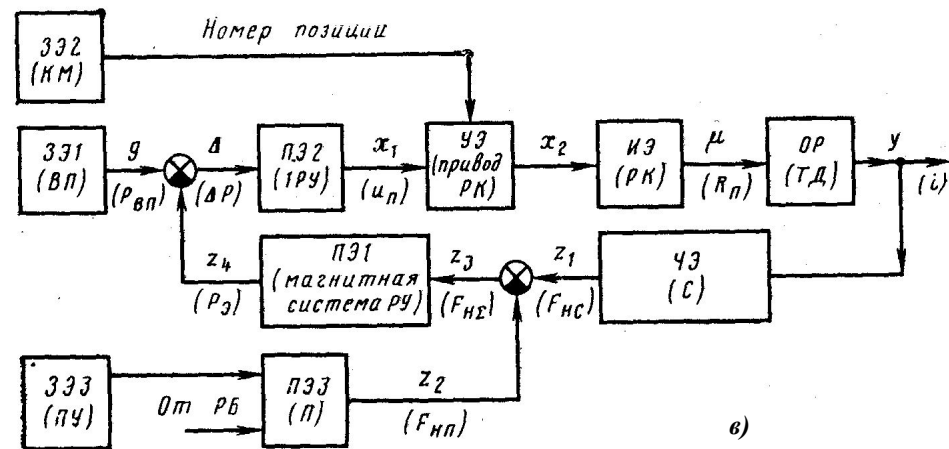 Номер позиции
ЗЭ2
(КМ)
ЗЭ1
(ВП)
g
(Pвп)
Δ
(ΔP)
ПЭ2
(1РУ)
x₁
(uп)
УЭ
(привод
РК)
x₂
ИЭ
(РК)
μ
(Rп)
ОР
(ТД)
y
(i)
z₄
(Pэ)
ПЭ1
(магнитная
система РУ)
z₃
(FнΣ)
z₁
(Fнс)
ЧЭ
(С)
ЗЭ3
(ПУ)
От РБ
ПЭ3
(П)
z₂
(Fнп)
в)